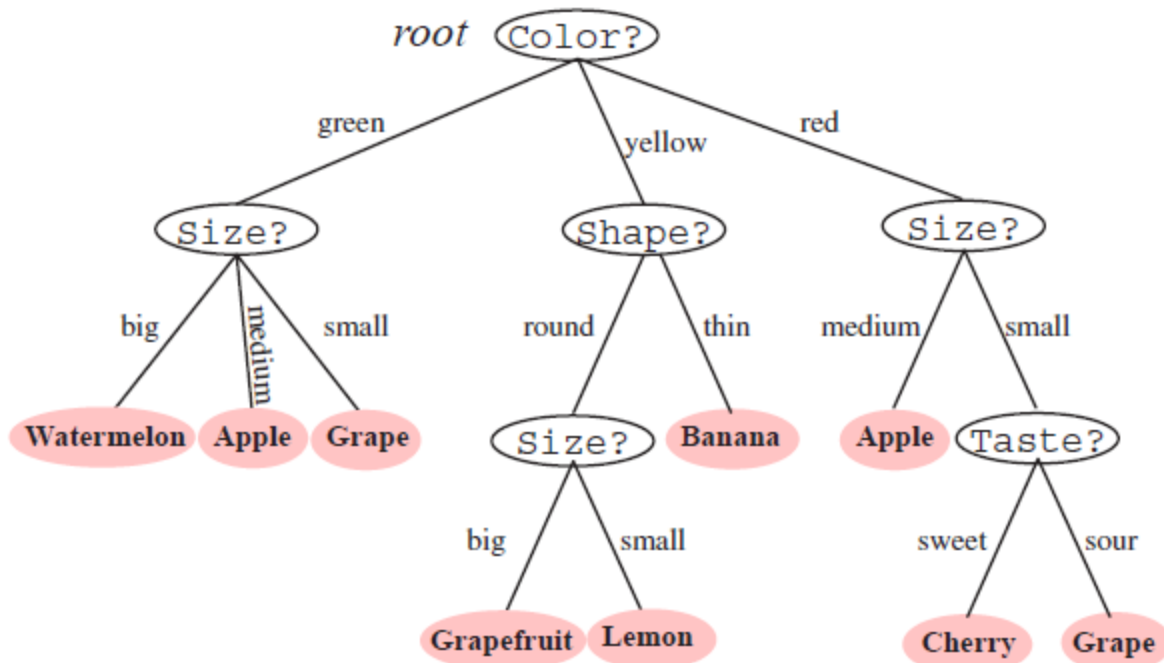 root Color?
green yellow red
Size? Shape? Size?
big medium small round thin medium small
Watermelon Apple Grape Size? Banana Apple Taste?
big small sweet sour
Grapefruit Lemon Cherry Grape